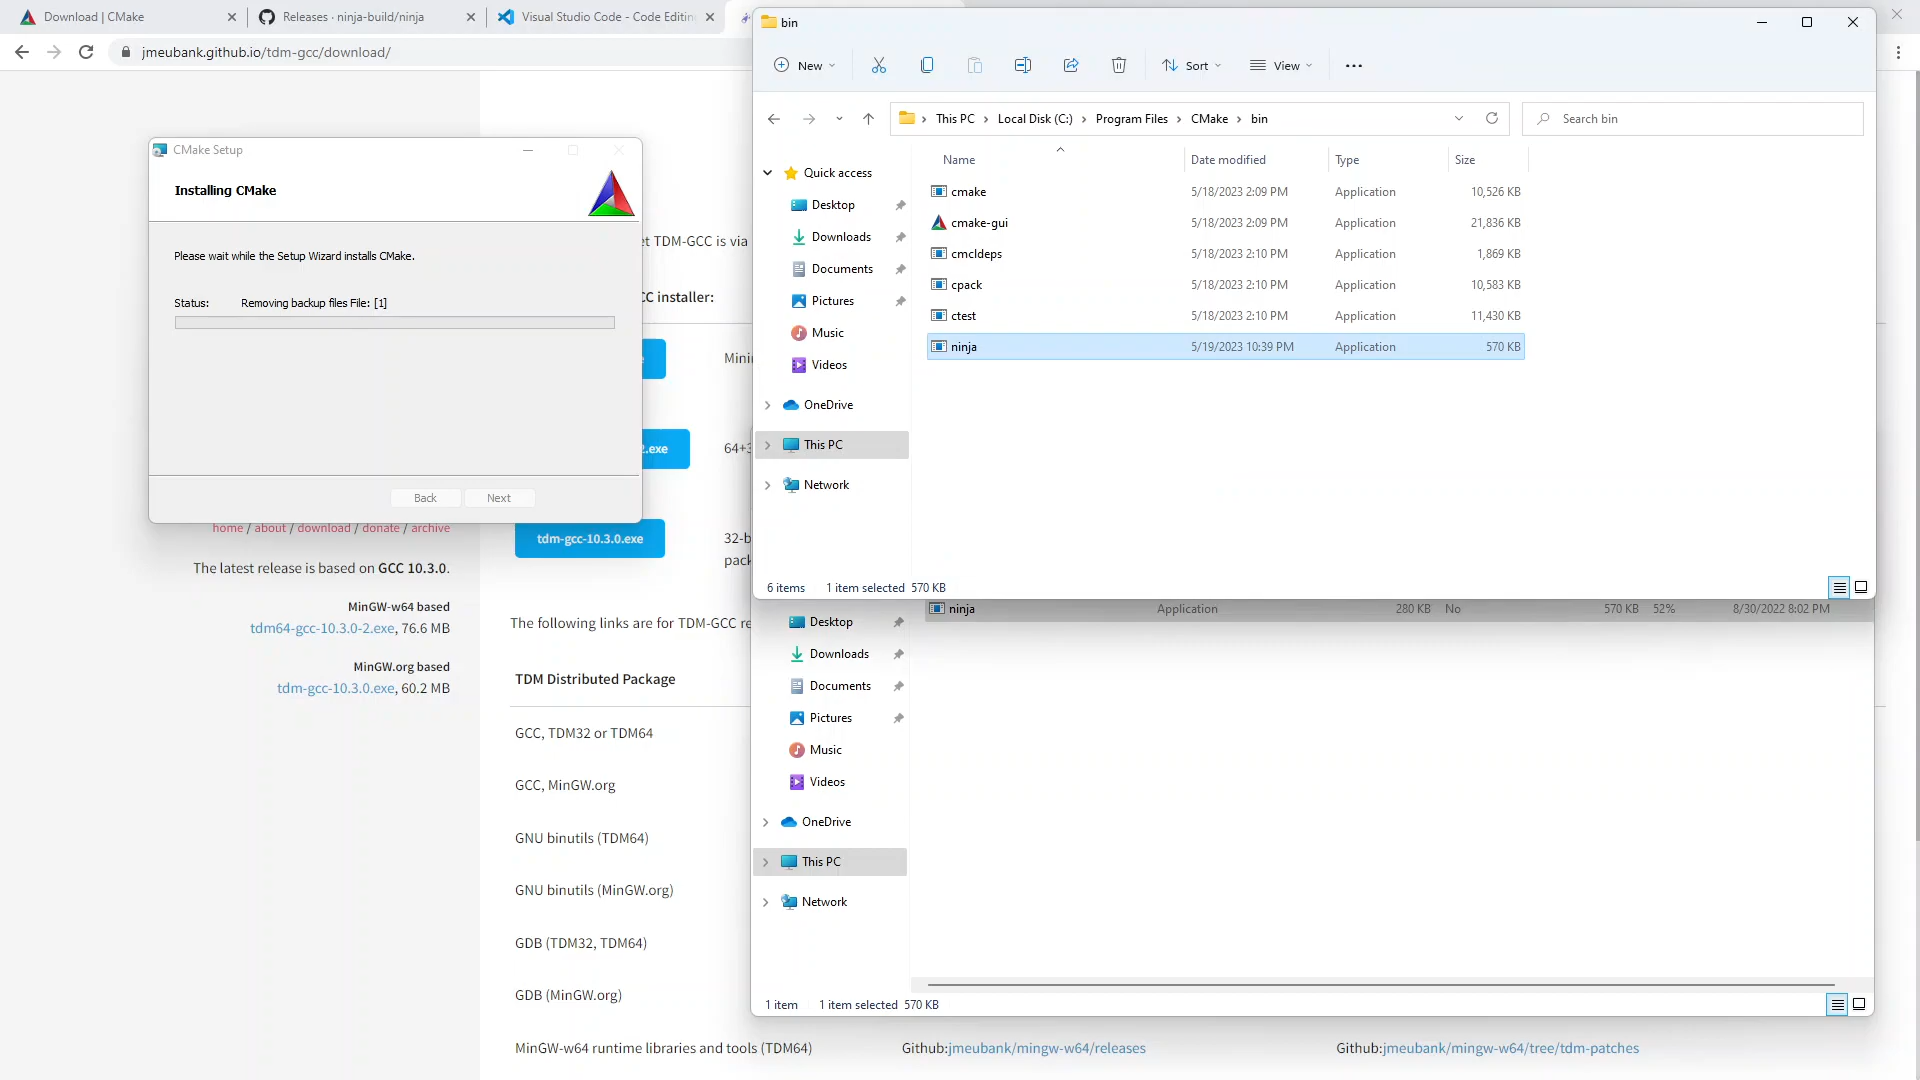 Download | CMake
Releases · ninja-build/ninja
Visual Studio Code - Code Editin
jmeubank.github.io/tdm-gcc/download/
bin
New
Sort
View
This PC > Local Disk (C:) > Program Files > CMake > bin
Search bin
CMake Setup
Installing CMake
Please wait while the Setup Wizard installs CMake.
Status: Removing backup files File: [1]
Back
Next
Name Date modified Type Size
cmake 5/18/2023 2:09 PM Application 10,526 KB
cmake-gui 5/18/2023 2:09 PM Application 21,836 KB
cmcldeps 5/18/2023 2:10 PM Application 1,869 KB
cpack 5/18/2023 2:10 PM Application 10,583 KB
ctest 5/18/2023 2:10 PM Application 11,430 KB
ninja 5/19/2023 10:39 PM Application 570 KB
Quick access
Desktop
Downloads
Documents
Pictures
Music
Videos
OneDrive
This PC
Network
6 items 1 item selected 570 KB
ninja Application 280 KB No 570 KB 52% 8/30/2022 8:02 PM
Desktop
Downloads
Documents
Pictures
Music
Videos
OneDrive
This PC
Network
1 item 1 item selected 570 KB
home / about / download / donate / archive
The latest release is based on GCC 10.3.0.
MinGW-w64 based
tdm64-gcc-10.3.0-2.exe, 76.6 MB
MinGW.org based
tdm-gcc-10.3.0.exe, 60.2 MB
et TDM-GCC is via
CC installer:
Mini
2.exe
64+3
tdm-gcc-10.3.0.exe
32-b
pack
The following links are for TDM-GCC re
TDM Distributed Package
GCC, TDM32 or TDM64
GCC, MinGW.org
GNU binutils (TDM64)
GNU binutils (MinGW.org)
GDB (TDM32, TDM64)
GDB (MinGW.org)
MinGW-w64 runtime libraries and tools (TDM64) Github:jmeubank/mingw-w64/releases Github:jmeubank/mingw-w64/tree/tdm-patches